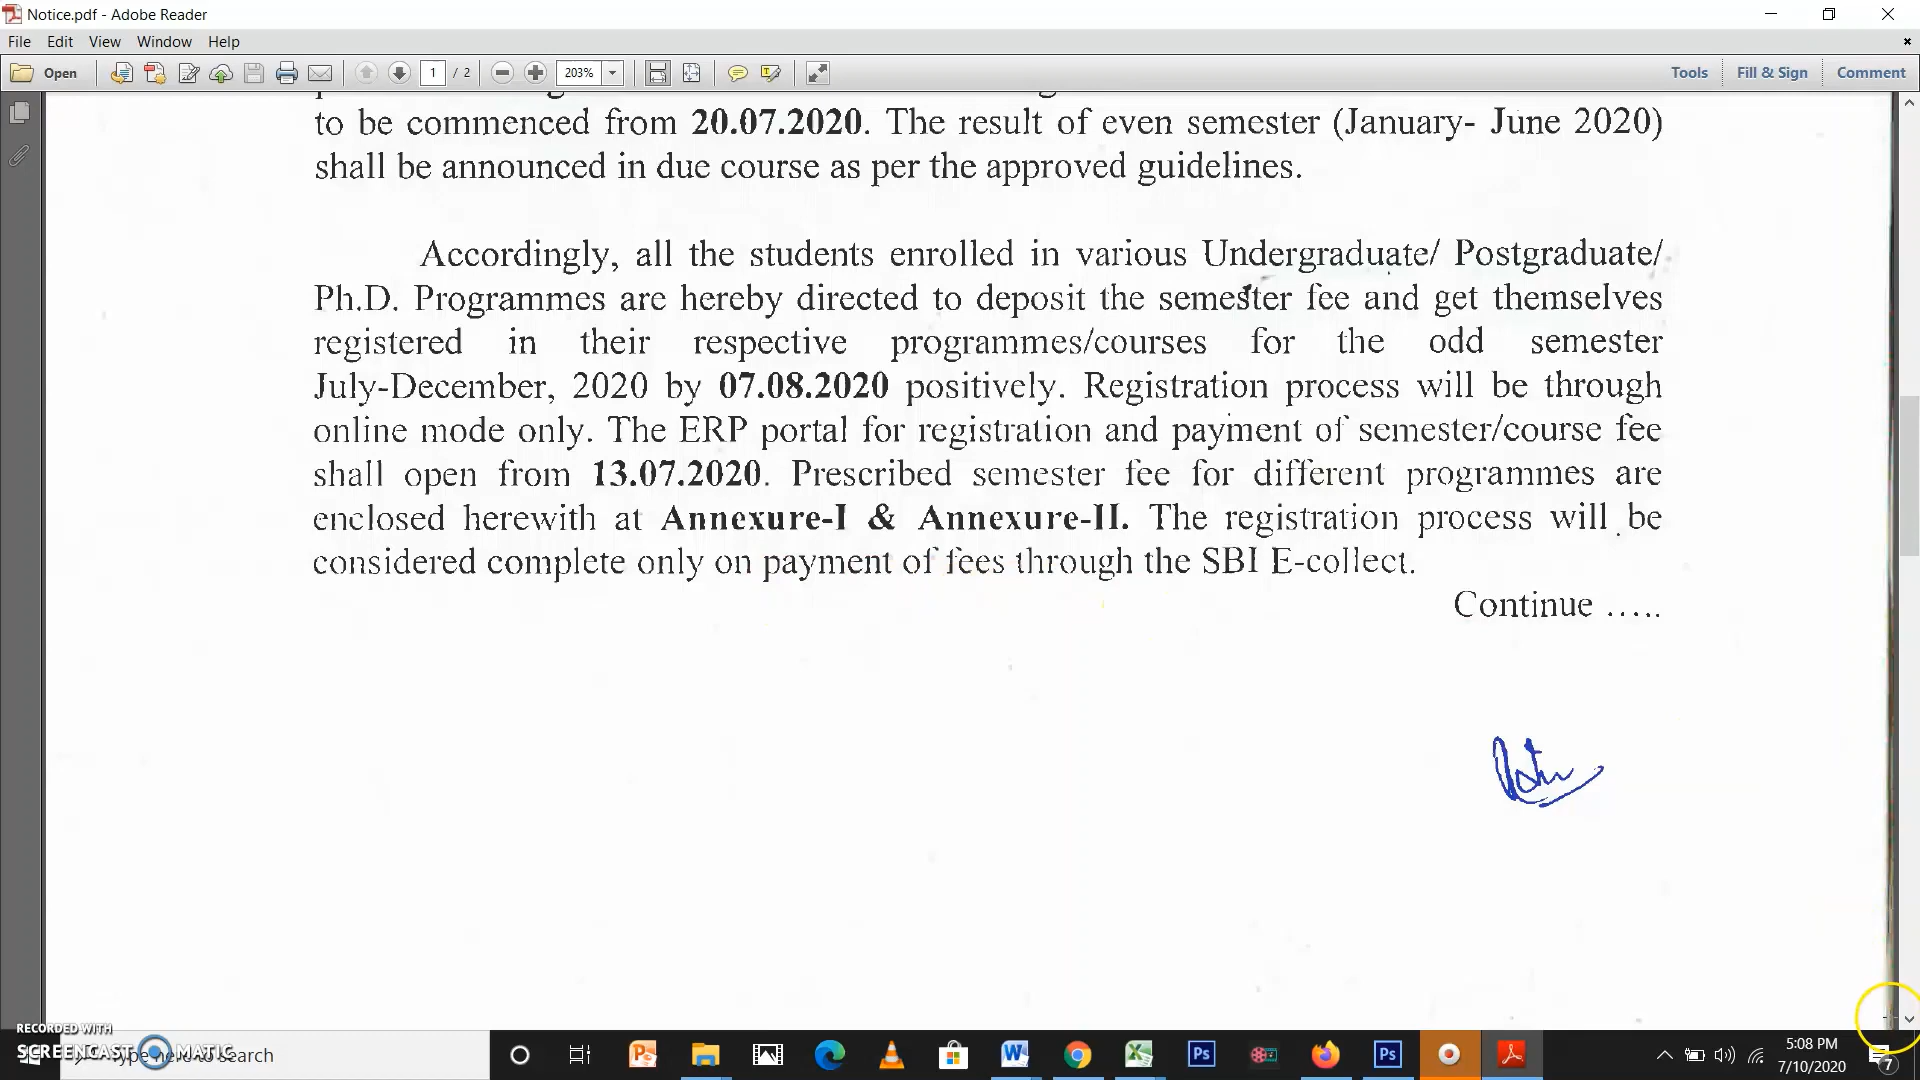 Notice.pdf - Adobe Reader
File Edit View Window Help
Open 1 / 2 203% Tools Fill & Sign Comment
to be commenced from 20.07.2020. The result of even semester (January- June 2020)
shall be announced in due course as per the approved guidelines.
Accordingly, all the students enrolled in various Undergraduate/ Postgraduate/
Ph.D. Programmes are hereby directed to deposit the semester fee and get themselves
registered in their respective programmes/courses for the odd semester
July-December, 2020 by 07.08.2020 positively. Registration process will be through
online mode only. The ERP portal for registration and payment of semester/course fee
shall open from 13.07.2020. Prescribed semester fee for different programmes are
enclosed herewith at Annexure-I & Annexure-II. The registration process will be
considered complete only on payment of fees through the SBI E-collect.
Continue …..
RECORDED WITH
SCREENCAST MATIC
Type here to search
5:08 PM
7/10/2020
7